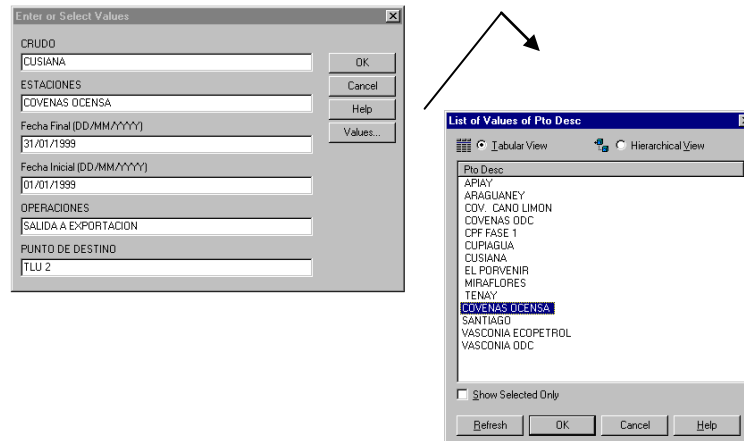 Enter or Select Values
CRUDO
CUSIANA
OK
ESTACIONES
Cancel
COVENAS OCENSA
Help
Fecha Final (DD/MM/YYYY)
Values...
31/01/1999
Fecha Inicial (DD/MM/YYYY)
01/01/1999
OPERACIONES
SALIDA A EXPORTACION
PUNTO DE DESTINO
TLU 2
List of Values of Pto Desc
Tabular View
Hierarchical View
Pto Desc
APIAY
ARAGUANEY
COV. CANO LIMON
COVENAS ODC
CPF FASE 1
CUPIAGUA
CUSIANA
EL PORVENIR
MIRAFLORES
TENAY
COVENAS OCENSA
SANTIAGO
VASCONIA ECOPETROL
VASCONIA ODC
Show Selected Only
Refresh OK Cancel Help